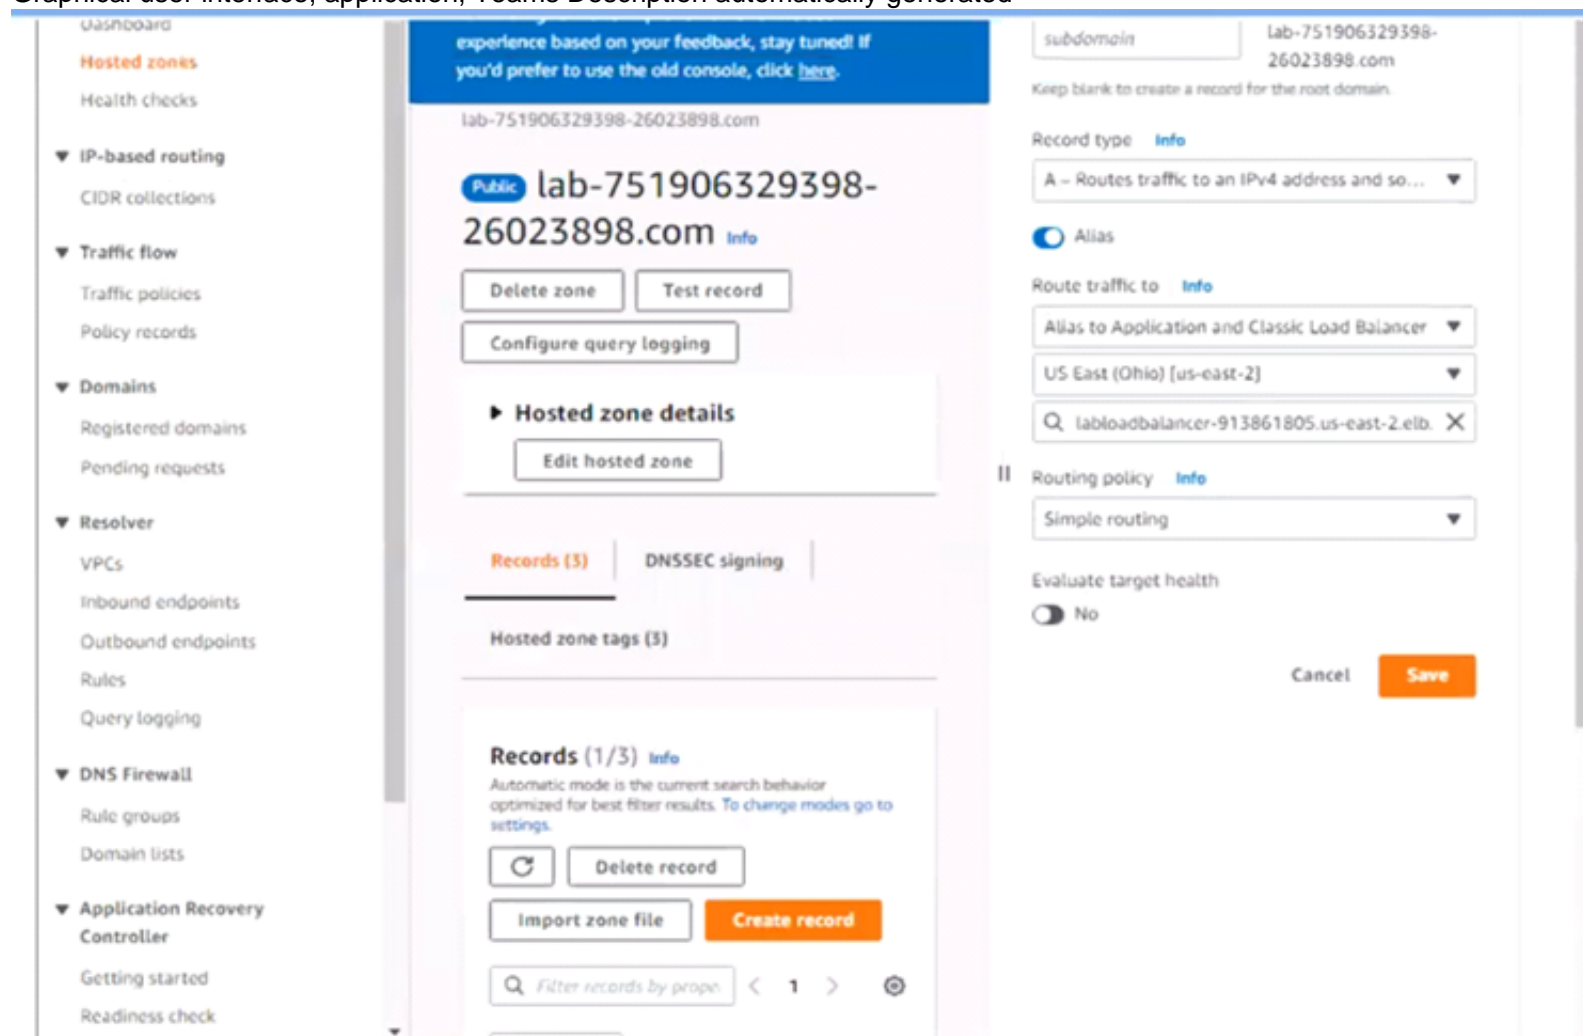 Graphical user interface, application, Teams Description automatically generated
Dashboard
Hosted zones
Health checks
IP-based routing
CIDR collections
Traffic flow
Traffic policies
Policy records
Domains
Registered domains
Pending requests
Resolver
VPCs
Inbound endpoints
Outbound endpoints
Rules
Query logging
DNS Firewall
Rule groups
Domain lists
Application Recovery
Controller
Getting started
Readiness check
experience based on your feedback, stay tuned! If
you'd prefer to use the old console, click here.
lab-751906329398-26023898.com
Public lab-751906329398-
26023898.com Info
Delete zone Test record
Configure query logging
Hosted zone details
Edit hosted zone
Records (3) DNSSEC signing
Hosted zone tags (3)
Records (1/3) Info
Automatic mode is the current search behavior
optimized for best filter results. To change modes go to
settings.
Delete record
Import zone file Create record
Filter records by prope 1
subdomain lab-751906329398-
26023898.com
Keep blank to create a record for the root domain.
Record type Info
A – Routes traffic to an IPv4 address and so...
Alias
Route traffic to Info
Alias to Application and Classic Load Balancer
US East (Ohio) [us-east-2]
labloadbalancer-913861805.us-east-2.elb.
Routing policy Info
Simple routing
Evaluate target health
No
Cancel Save